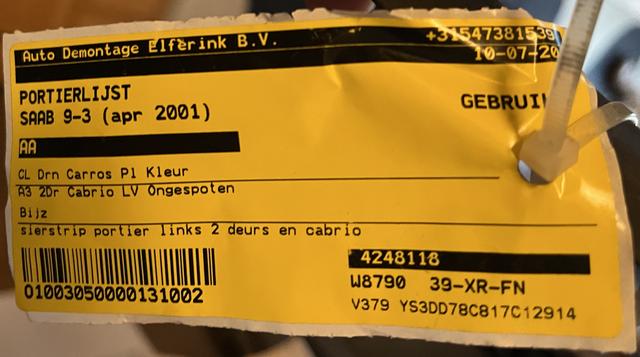 Auto Demontage Elferink B.V. +31547381539
10-07-20
PORTIERLIJST
SAAB 9-3 (apr 2001) GEBRUI
AA
CL Drn Carros Pl Kleur
A3 2Dr Cabrio LV Ongespoten
Bijz
sierstrip portier links 2 deurs en cabrio
4248118
O1003050000131002
W8790 39-XR-FN
V379 YS3DD78C817C12914